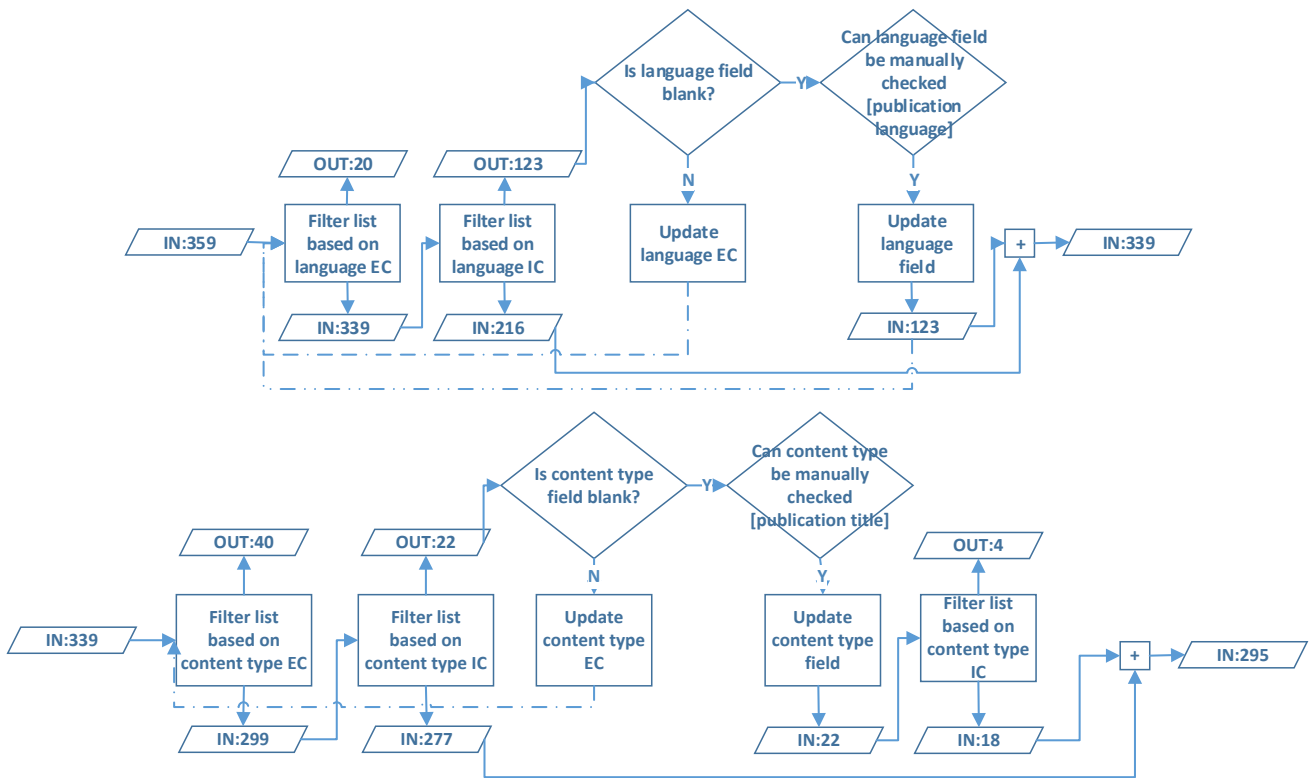 Is language field
blank?
Y
Can language field
be manually
checked
[publication
language]
OUT:20
OUT:123
N
Y
IN:359
Filter list
based on
language EC
Filter list
based on
language IC
Update
language EC
Update
language
field
+
IN:339
IN:339
IN:216
IN:123
Is content type
field blank?
Y
Can content type
be manually
checked
[publication title]
OUT:40
OUT:22
OUT:4
N
Y
IN:339
Filter list
based on
content type EC
Filter list
based on
content type IC
Update
content type
EC
Update
content type
field
Filter list
based on
content type
IC
+
IN:295
IN:299
IN:277
IN:22
IN:18